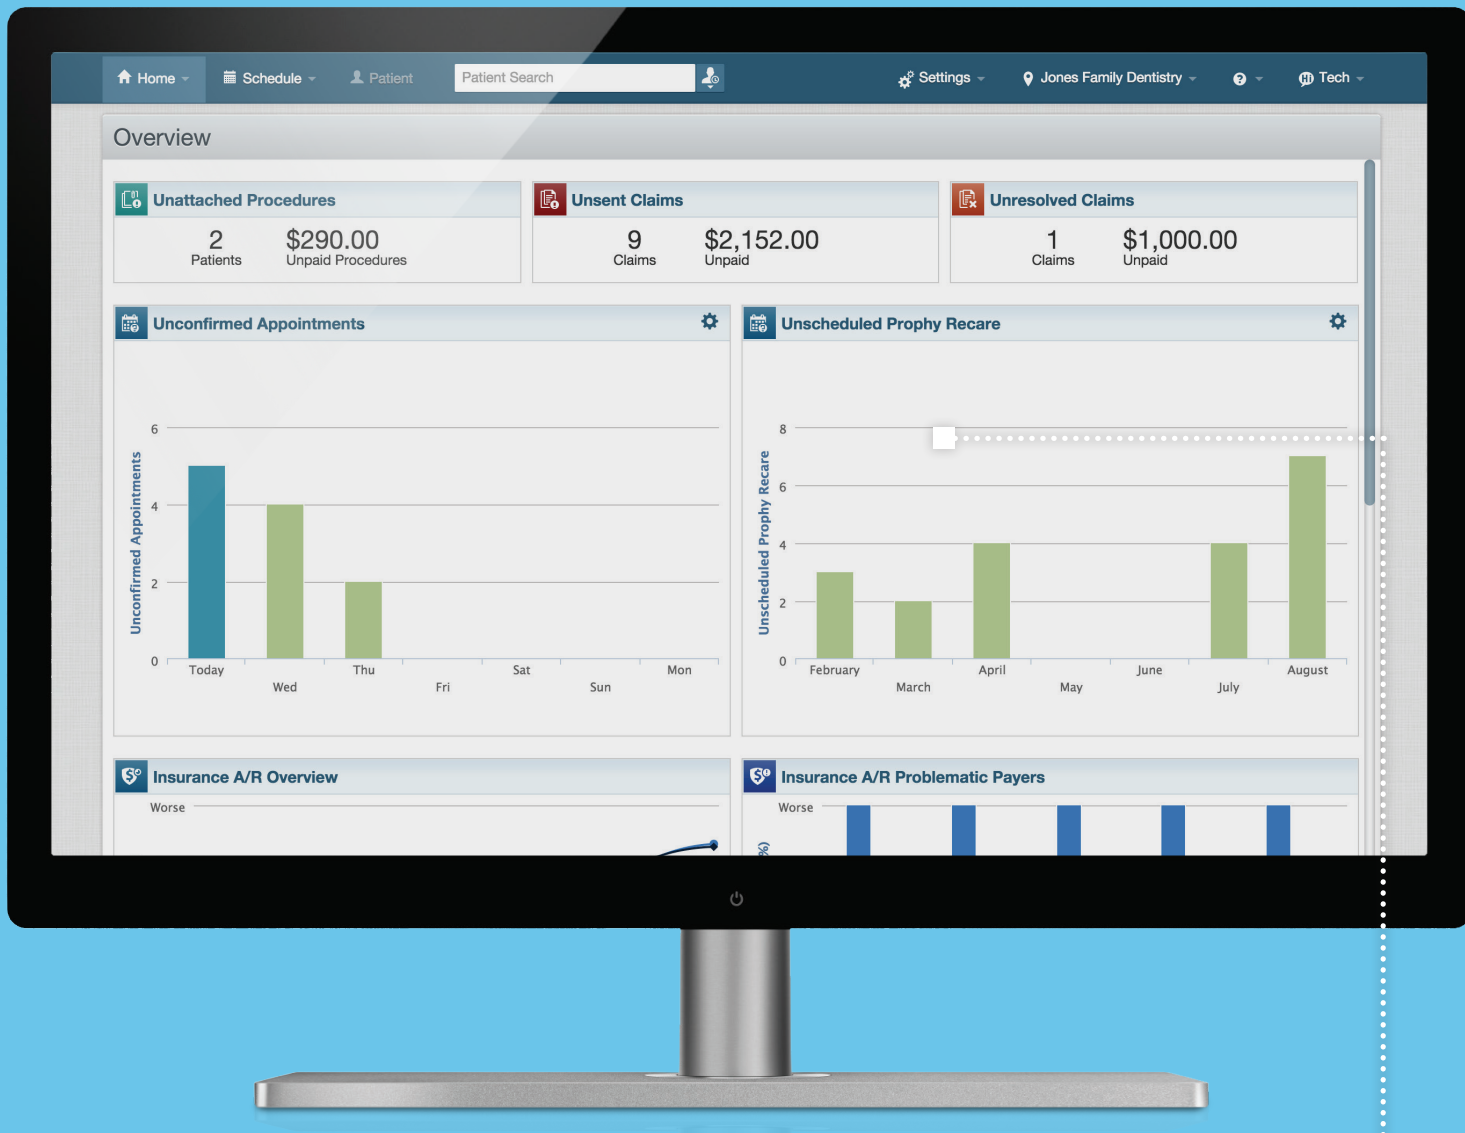 Home Schedule Patient Patient Search Settings Jones Family Dentistry ? Tech
Overview
Unattached Procedures
2 $290.00
Patients Unpaid Procedures
Unsent Claims
9 $2,152.00
Claims Unpaid
Unresolved Claims
1 $1,000.00
Claims Unpaid
Unconfirmed Appointments
Unconfirmed Appointments
6
4
2
0
Today Wed Thu Fri Sat Sun Mon
Unscheduled Prophy Recare
Unscheduled Prophy Recare
8
6
4
2
0
February March April May June July August
Insurance A/R Overview
Worse
Insurance A/R Problematic Payers
Worse
%)